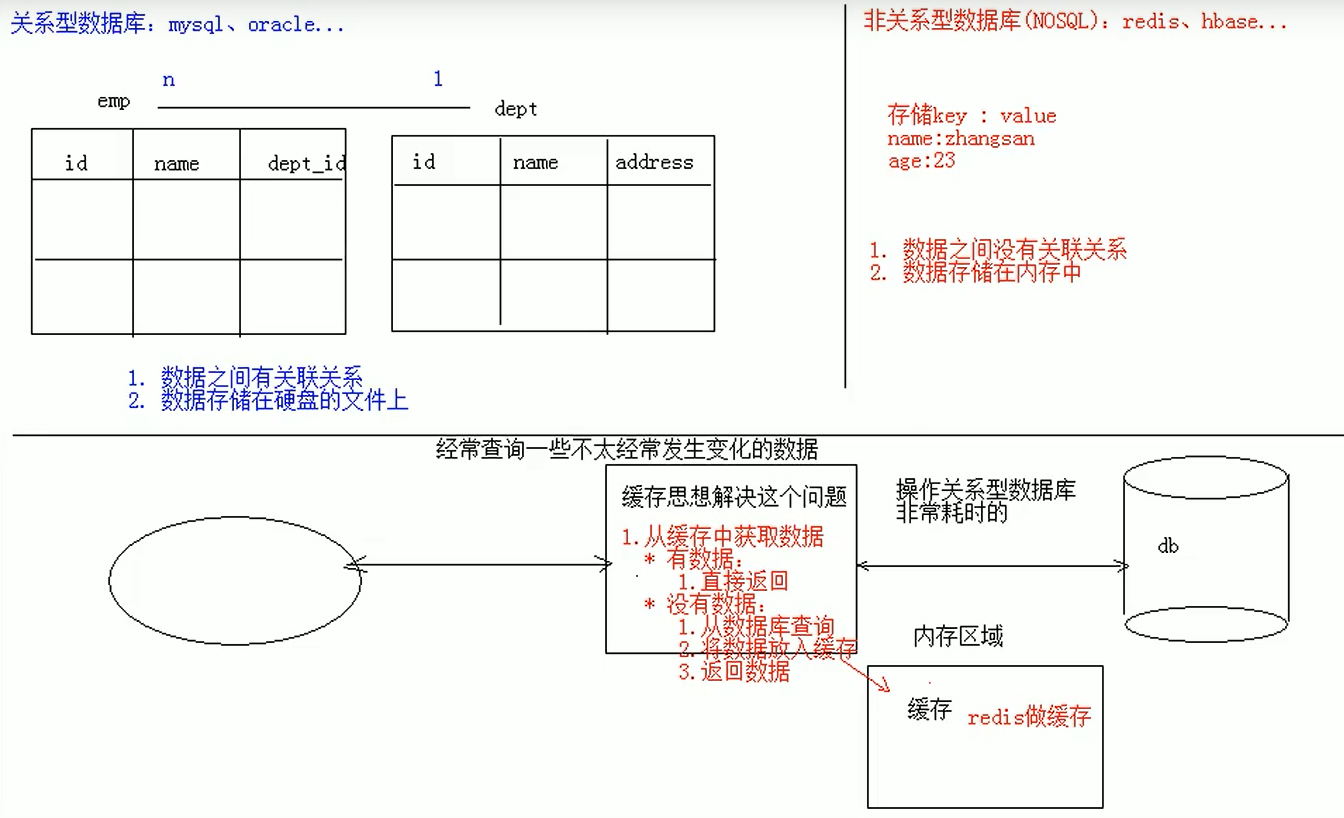 关系型数据库：mysql、oracle...
n 1
emp dept
id name dept_id
id name address
1. 数据之间有关联关系
2. 数据存储在硬盘的文件上
非关系型数据库(NOSQL)：redis、hbase...
存储key : value
name:zhangsan
age:23
1. 数据之间没有关联关系
2. 数据存储在内存中
经常查询一些不太经常发生变化的数据
缓存思想解决这个问题
1.从缓存中获取数据
* 有数据：
1.直接返回
* 没有数据：
1.从数据库查询
2.将数据放入缓存
3.返回数据
操作关系型数据库
非常耗时的
db
内存区域
缓存 redis做缓存